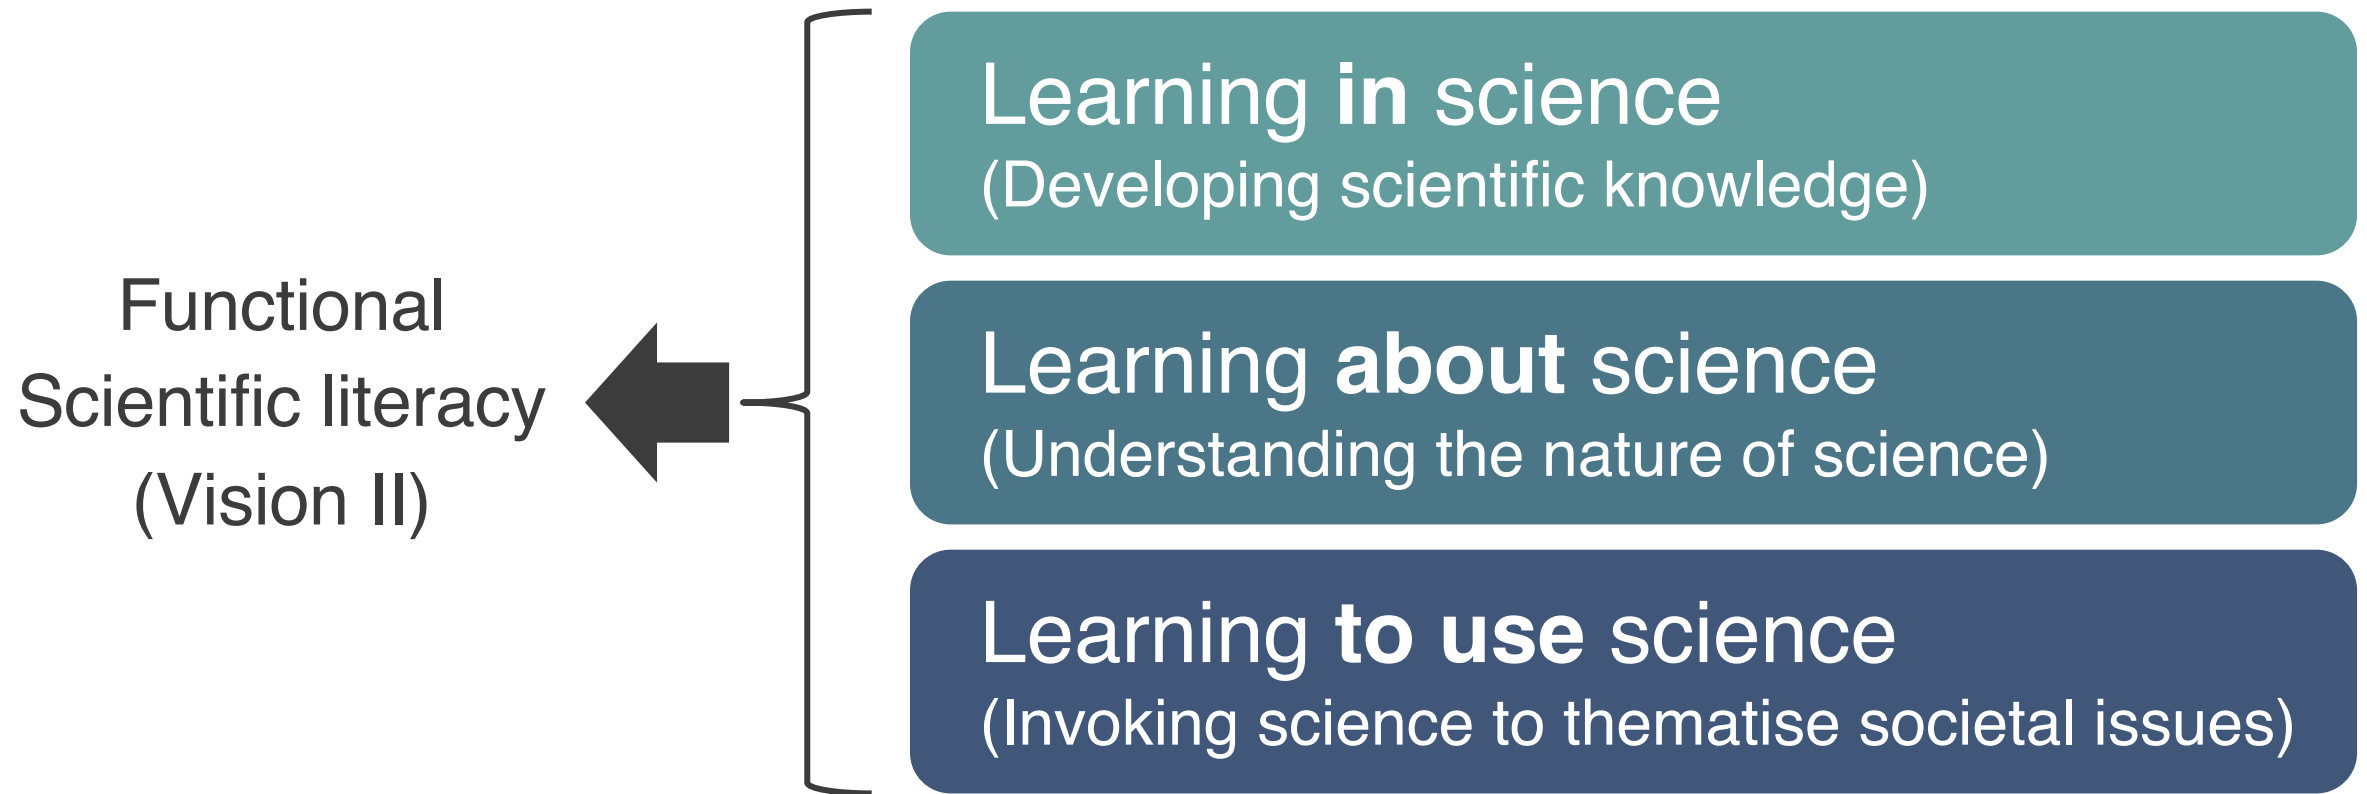 Functional
Scientific literacy
(Vision II)
Learning in science
(Developing scientific knowledge)
Learning about science
(Understanding the nature of science)
Learning to use science
(Invoking science to thematise societal issues)